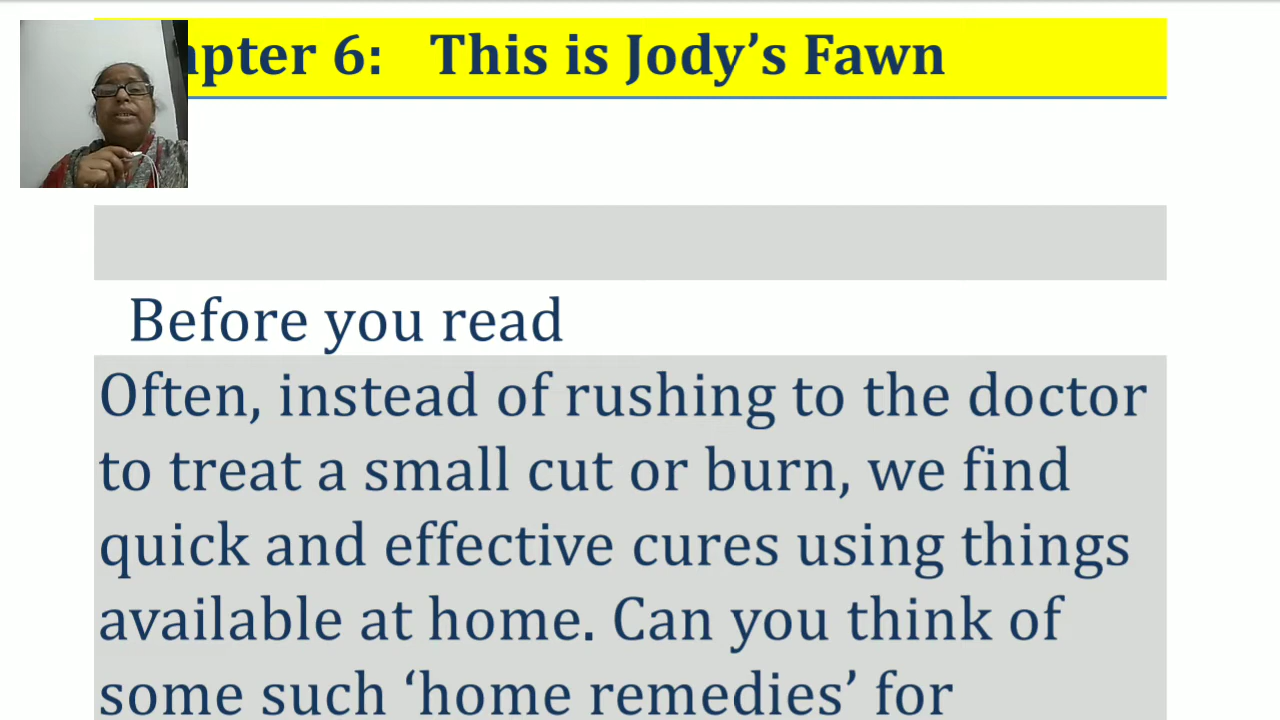 apter 6: This is Jody’s Fawn
Before you read
Often, instead of rushing to the doctor
to treat a small cut or burn, we find
quick and effective cures using things
available at home. Can you think of
some such ‘home remedies’ for